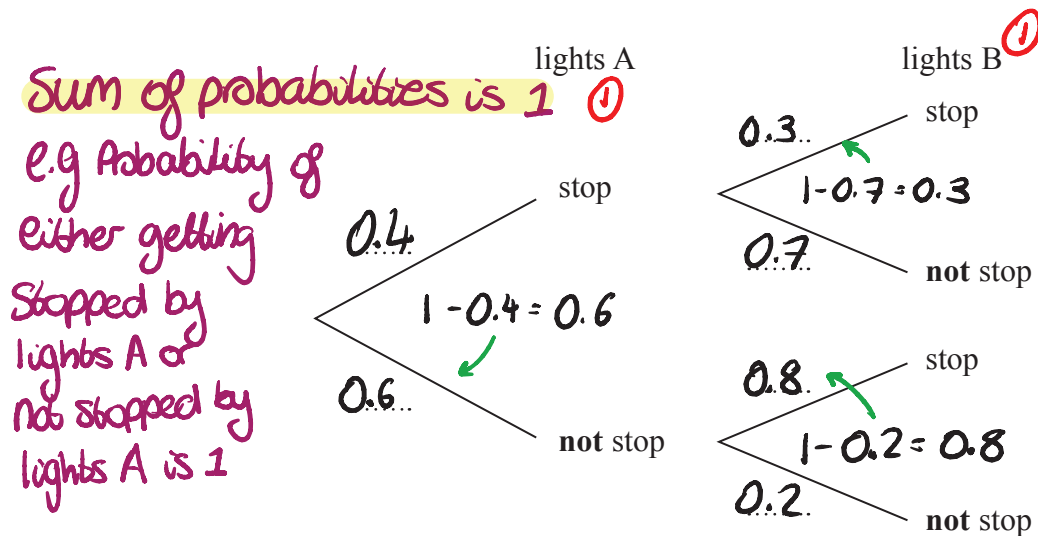 lights A
lights B ①
Sum of probabilities is 1 ①
e.g Probability of
either getting
stopped by
lights A or
not stopped by
lights A is 1
0.4
stop
1 - 0.4 = 0.6
0.6
not stop
0.3
stop
1 - 0.7 = 0.3
0.7
not stop
0.8
stop
1 - 0.2 = 0.8
0.2
not stop